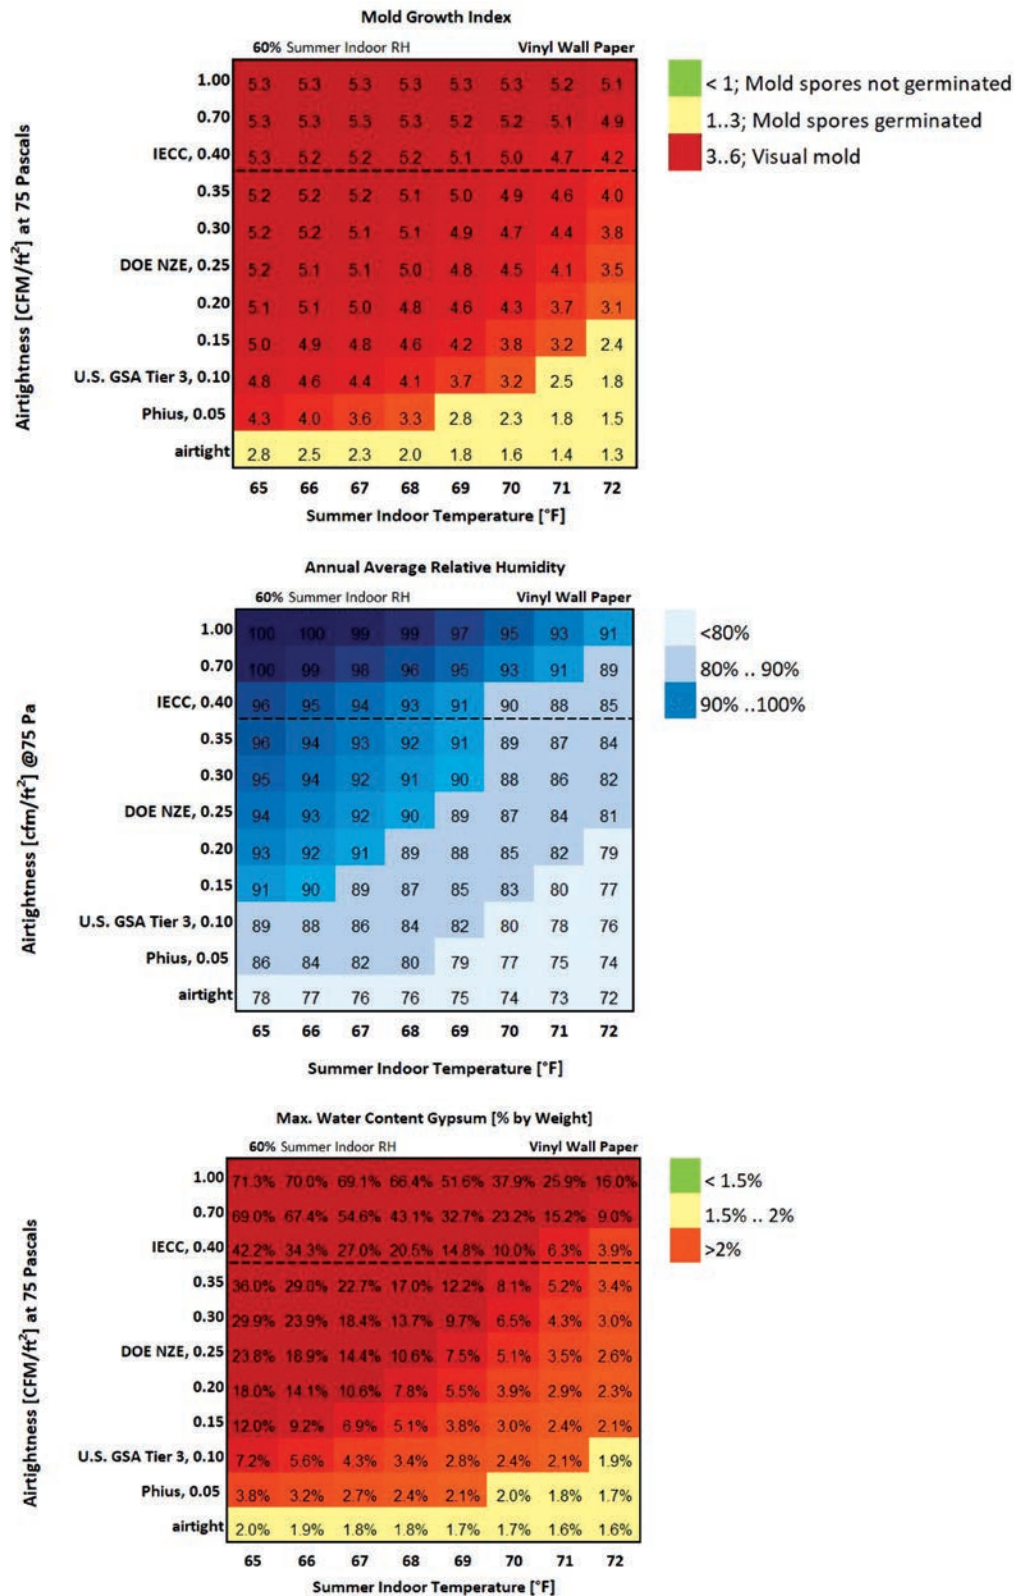 Mold Growth Index
60% Summer Indoor RH Vinyl Wall Paper
Airtightness [CFM/ft²] at 75 Pascals
1.00 5.3 5.3 5.3 5.3 5.3 5.3 5.2 5.1
0.70 5.3 5.3 5.3 5.3 5.2 5.2 5.1 4.9
IECC, 0.40 5.3 5.2 5.2 5.2 5.1 5.0 4.7 4.2
0.35 5.2 5.2 5.2 5.1 5.0 4.9 4.6 4.0
0.30 5.2 5.2 5.1 5.1 4.9 4.7 4.4 3.8
DOE NZE, 0.25 5.2 5.1 5.1 5.0 4.8 4.5 4.1 3.5
0.20 5.1 5.1 5.0 4.8 4.6 4.3 3.7 3.1
0.15 5.0 4.9 4.8 4.6 4.2 3.8 3.2 2.4
U.S. GSA Tier 3, 0.10 4.8 4.6 4.4 4.1 3.7 3.2 2.5 1.8
Phius, 0.05 4.3 4.0 3.6 3.3 2.8 2.3 1.8 1.5
airtight 2.8 2.5 2.3 2.0 1.8 1.6 1.4 1.3
65 66 67 68 69 70 71 72
Summer Indoor Temperature [°F]
< 1; Mold spores not germinated
1..3; Mold spores germinated
3..6; Visual mold
Annual Average Relative Humidity
60% Summer Indoor RH Vinyl Wall Paper
Airtightness [cfm/ft²] @75 Pa
1.00 100 100 99 99 97 95 93 91
0.70 100 99 98 96 95 93 91 89
IECC, 0.40 96 95 94 93 91 90 88 85
0.35 96 94 93 92 91 89 87 84
0.30 95 94 92 91 90 88 86 82
DOE NZE, 0.25 94 93 92 90 89 87 84 81
0.20 93 92 91 89 88 85 82 79
0.15 91 90 89 87 85 83 80 77
U.S. GSA Tier 3, 0.10 89 88 86 84 82 80 78 76
Phius, 0.05 86 84 82 80 79 77 75 74
airtight 78 77 76 76 75 74 73 72
65 66 67 68 69 70 71 72
Summer Indoor Temperature [°F]
<80%
80% .. 90%
90% ..100%
Max. Water Content Gypsum [% by Weight]
60% Summer Indoor RH Vinyl Wall Paper
Airtightness [CFM/ft²] at 75 Pascals
1.00 71.3% 70.0% 69.1% 66.4% 51.6% 37.9% 25.9% 16.0%
0.70 69.0% 67.4% 54.6% 43.1% 32.7% 23.2% 15.2% 9.0%
IECC, 0.40 42.2% 34.3% 27.0% 20.5% 14.8% 10.0% 6.3% 3.9%
0.35 36.0% 29.0% 22.7% 17.0% 12.2% 8.1% 5.2% 3.4%
0.30 29.9% 23.9% 18.4% 13.7% 9.7% 6.5% 4.3% 3.0%
DOE NZE, 0.25 23.8% 18.9% 14.4% 10.6% 7.5% 5.1% 3.5% 2.6%
0.20 18.0% 14.1% 10.6% 7.8% 5.5% 3.9% 2.9% 2.3%
0.15 12.0% 9.2% 6.9% 5.1% 3.8% 3.0% 2.4% 2.1%
U.S. GSA Tier 3, 0.10 7.2% 5.6% 4.3% 3.4% 2.8% 2.4% 2.1% 1.9%
Phius, 0.05 3.8% 3.2% 2.7% 2.4% 2.1% 2.0% 1.8% 1.7%
airtight 2.0% 1.9% 1.8% 1.8% 1.7% 1.7% 1.6% 1.6%
65 66 67 68 69 70 71 72
Summer Indoor Temperature [°F]
< 1.5%
1.5% .. 2%
>2%